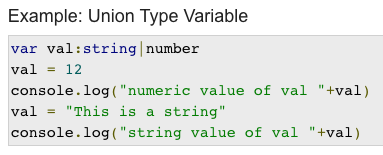 Example: Union Type Variable
var val:string|number
val = 12
console.log("numeric value of val "+val)
val = "This is a string"
console.log("string value of val "+val)